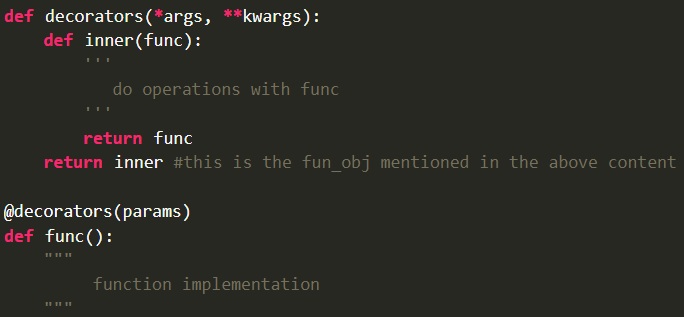 def decorators(*args, **kwargs):
    def inner(func):
        '''
           do operations with func
        '''
        return func
    return inner #this is the fun_obj mentioned in the above content

@decorators(params)
def func():
    """
         function implementation
    """